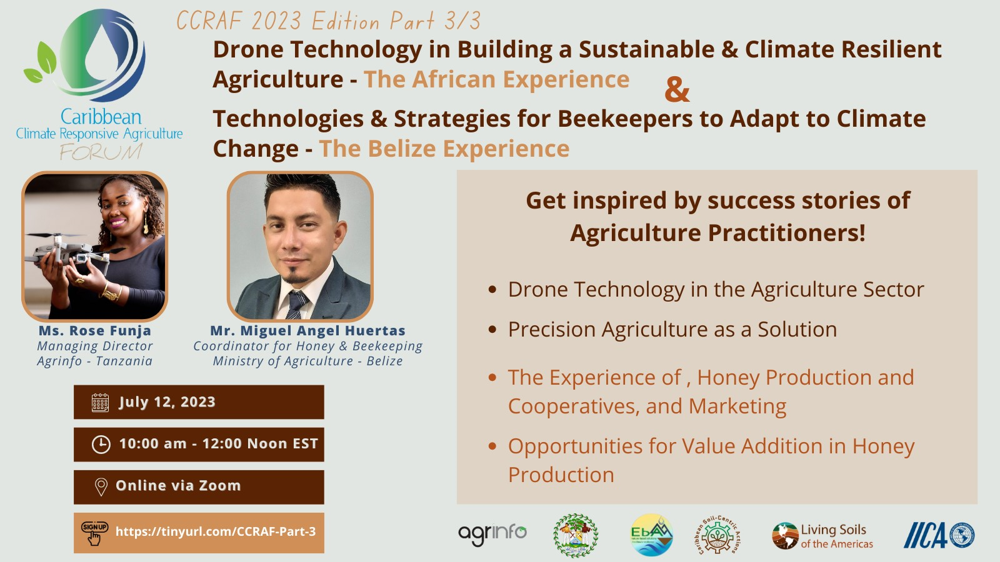 CCRAF 2023 Edition Part 3/3
Drone Technology in Building a Sustainable & Climate Resilient
Agriculture - The African Experience
&
Technologies & Strategies for Beekeepers to Adapt to Climate
Change - The Belize Experience
Caribbean
Climate Responsive Agriculture
FORUM
Ms. Rose Funja
Managing Director
Agrinfo - Tanzania
Mr. Miguel Angel Huertas
Coordinator for Honey & Beekeeping
Ministry of Agriculture - Belize
July 12, 2023
10:00 am - 12:00 Noon EST
Online via Zoom
SIGN UP
https://tinyurl.com/CCRAF-Part-3
Get inspired by success stories of
Agriculture Practitioners!
• Drone Technology in the Agriculture Sector
• Precision Agriculture as a Solution
• The Experience of , Honey Production and
Cooperatives, and Marketing
• Opportunities for Value Addition in Honey
Production
agrinfo
EbA
Caribbean Soil-Centric Actions
Living Soils
of the Americas
IICA